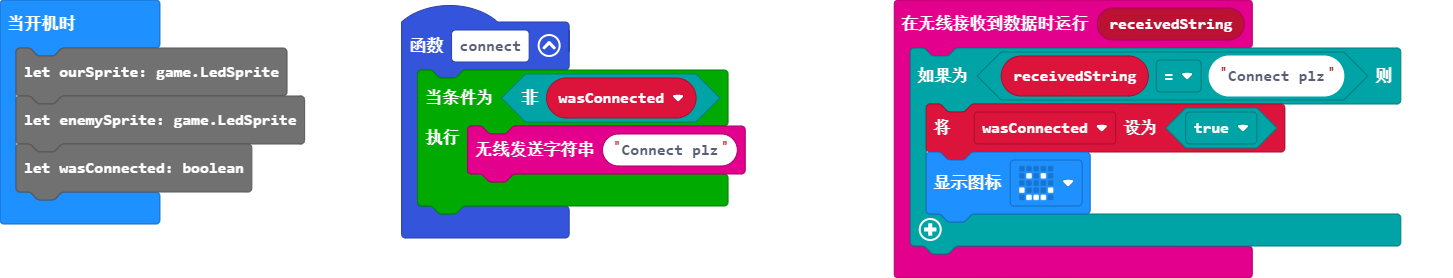 当开机时
let ourSprite: game.LedSprite
let enemySprite: game.LedSprite
let wasConnected: boolean
函数 connect
当条件为 非 wasConnected
执行 无线发送字符串 "Connect plz"
在无线接收到数据时运行 receivedString
如果为 receivedString = "Connect plz" 则
将 wasConnected 设为 true
显示图标